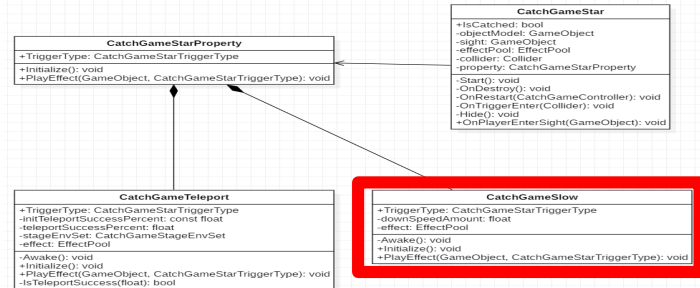 CatchGameStar
+IsCatched: bool
-objectModel: GameObject
-sight: GameObject
-effectPool: EffectPool
-collider: Collider
-property: CatchGameStarProperty
-Start(): void
-OnDestroy(): void
-OnRestart(CatchGameController): void
-OnTriggerEnter(Collider): void
-Hide(): void
+OnPlayerEnterSight(GameObject): void
CatchGameStarProperty
+TriggerType: CatchGameStarTriggerType
+Initialize(): void
+PlayEffect(GameObject, CatchGameStarTriggerType): void
CatchGameTeleport
+TriggerType: CatchGameStarTriggerType
-initTeleportSuccessPercent: const float
-teleportSuccessPercent: float
-stageEnvSet: CatchGameStageEnvSet
-effect: EffectPool
-Awake(): void
+Initialize(): void
+PlayEffect(GameObject, CatchGameStarTriggerType): void
-IsTeleportSuccess(float): bool
CatchGameSlow
+TriggerType: CatchGameStarTriggerType
-downSpeedAmount: float
-effect: EffectPool
-Awake(): void
+Initialize(): void
+PlayEffect(GameObject, CatchGameStarTriggerType): void